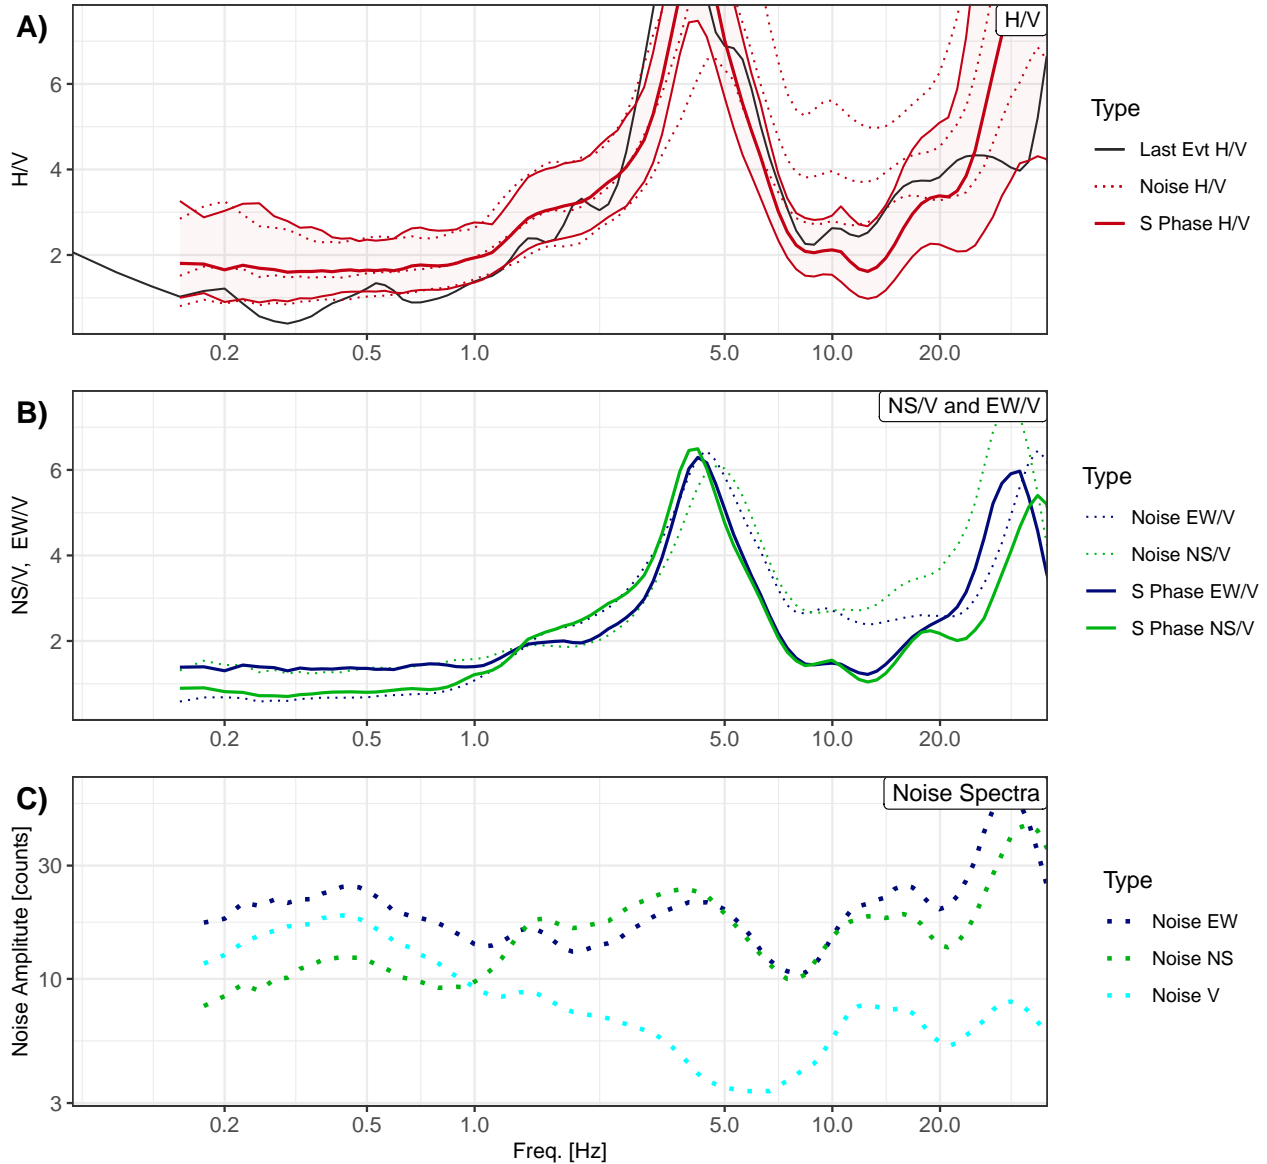 A)
H/V
6
4
2
H/V
0.2 0.5 1.0 5.0 10.0 20.0
Type
Last Evt H/V
Noise H/V
S Phase H/V
B)
NS/V and EW/V
6
4
2
NS/V, EW/V
0.2 0.5 1.0 5.0 10.0 20.0
Type
Noise EW/V
Noise NS/V
S Phase EW/V
S Phase NS/V
C)
Noise Spectra
30
10
3
Noise Amplitute [counts]
0.2 0.5 1.0 5.0 10.0 20.0
Freq. [Hz]
Type
Noise EW
Noise NS
Noise V